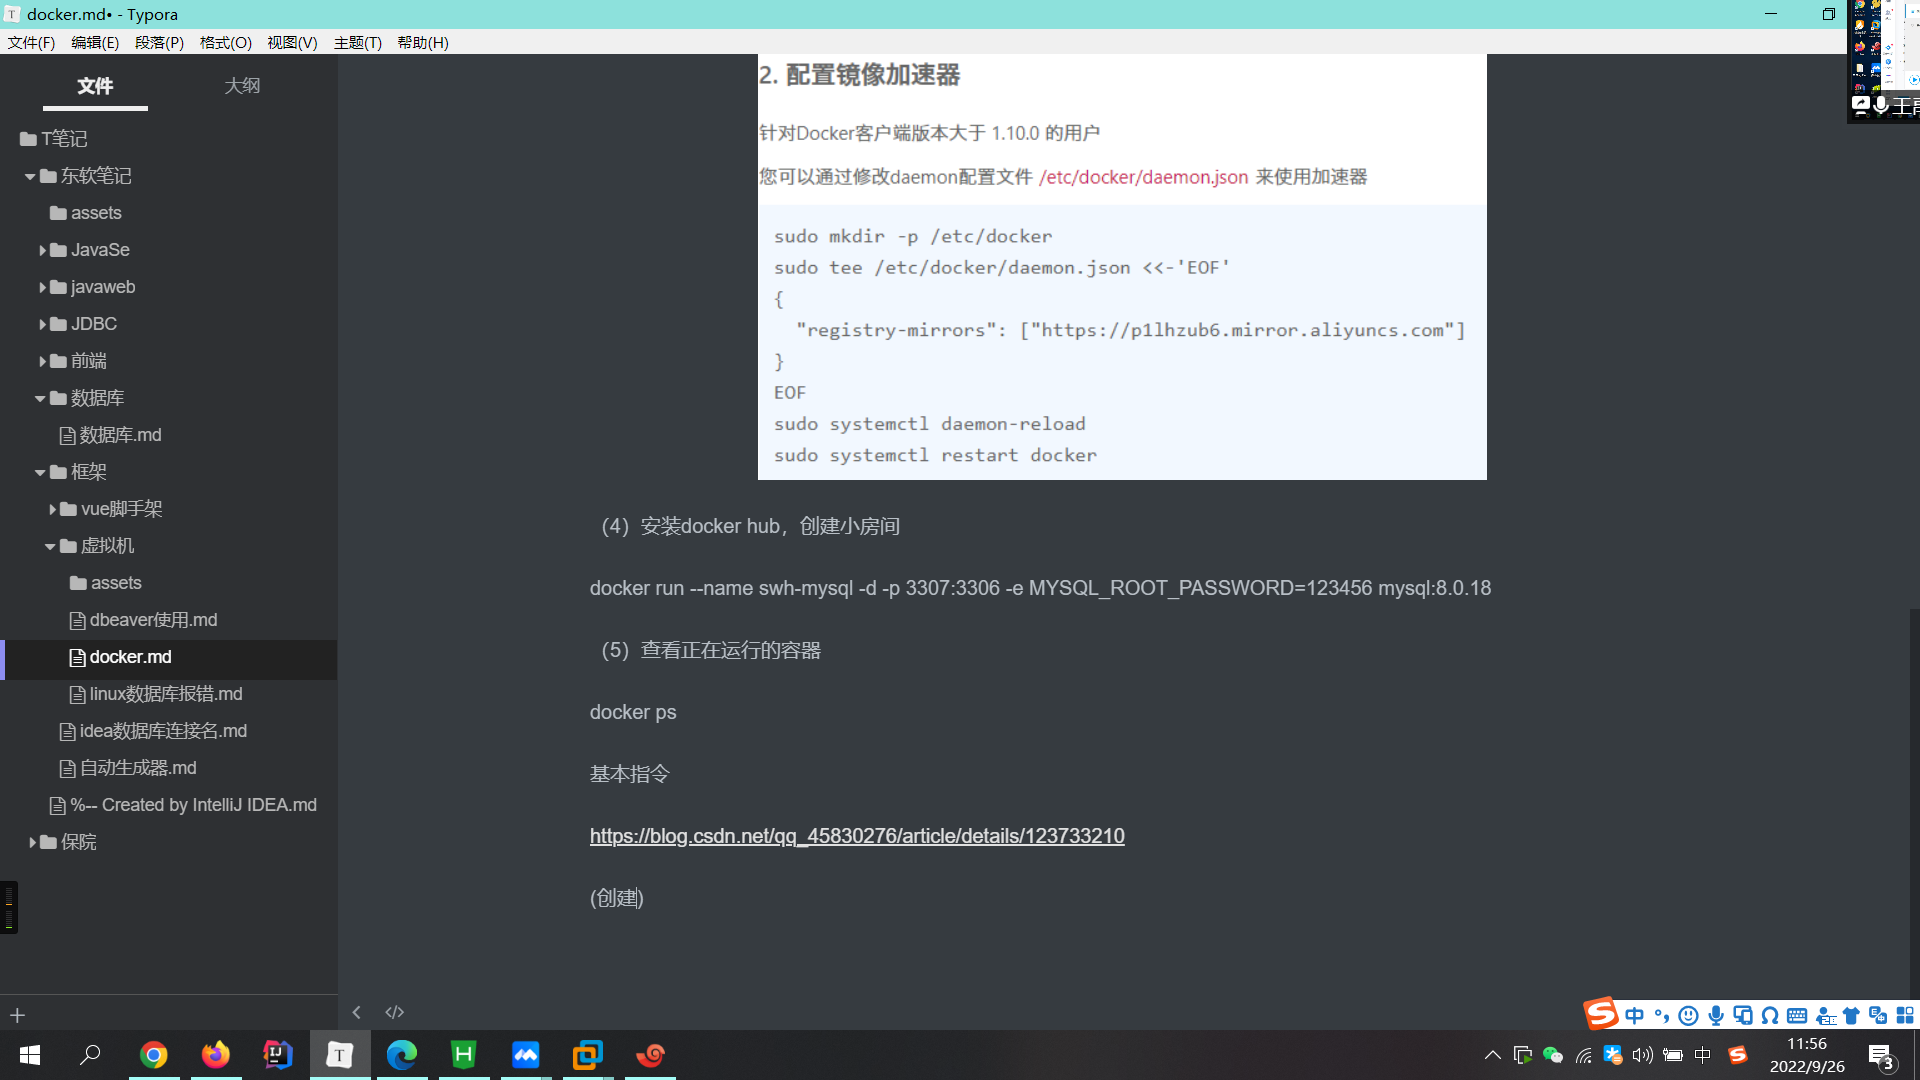 docker.md• - Typora
文件(F) 编辑(E) 段落(P) 格式(O) 视图(V) 主题(T) 帮助(H)
文件 大纲
T笔记
东软笔记
assets
JavaSe
javaweb
JDBC
前端
数据库
数据库.md
框架
vue脚手架
虚拟机
assets
dbeaver使用.md
docker.md
linux数据库报错.md
idea数据库连接名.md
自动生成器.md
%-- Created by IntelliJ IDEA.md
保院
2. 配置镜像加速器
针对Docker客户端版本大于 1.10.0 的用户
您可以通过修改daemon配置文件 /etc/docker/daemon.json 来使用加速器
sudo mkdir -p /etc/docker
sudo tee /etc/docker/daemon.json <<-'EOF'
{
"registry-mirrors": ["https://p1lhzub6.mirror.aliyuncs.com"]
}
EOF
sudo systemctl daemon-reload
sudo systemctl restart docker
（4）安装docker hub，创建小房间
docker run --name swh-mysql -d -p 3307:3306 -e MYSQL_ROOT_PASSWORD=123456 mysql:8.0.18
（5）查看正在运行的容器
docker ps
基本指令
https://blog.csdn.net/qq_45830276/article/details/123733210
(创建)
中
中
11:56
2022/9/26
3